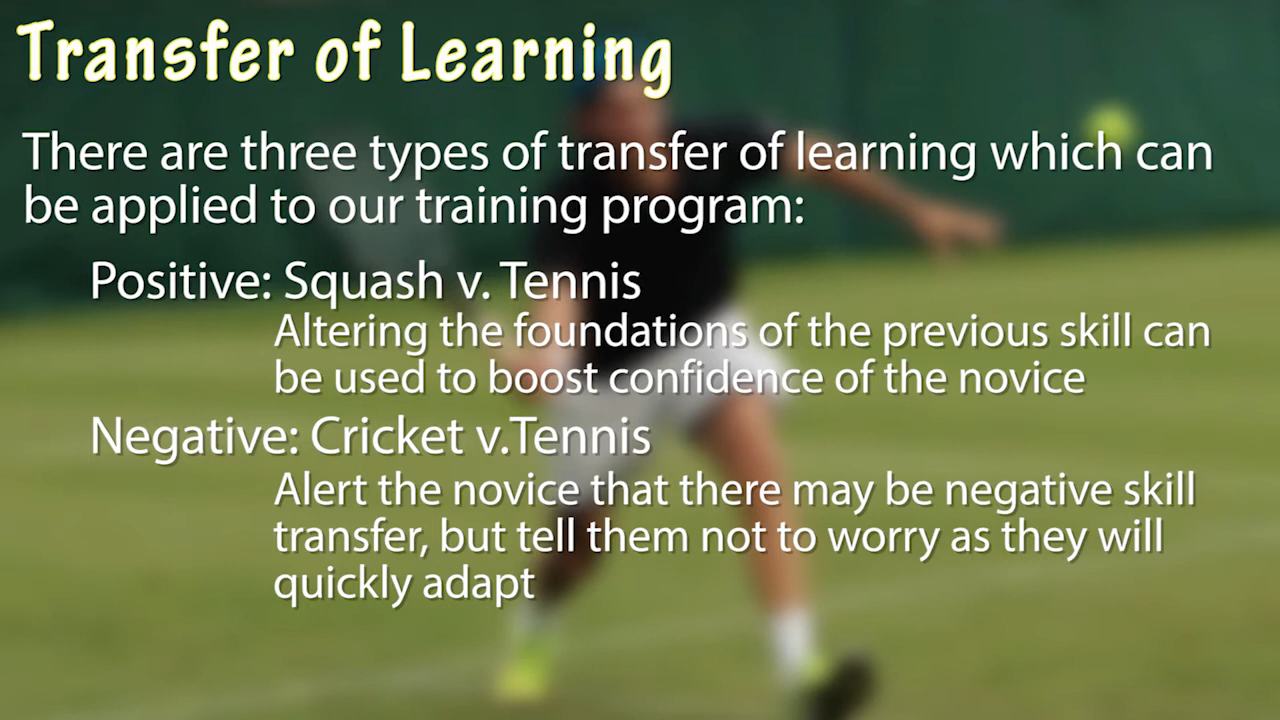 Transfer of Learning
There are three types of transfer of learning which can
be applied to our training program:
Positive: Squash v. Tennis
Altering the foundations of the previous skill can
be used to boost confidence of the novice
Negative: Cricket v.Tennis
Alert the novice that there may be negative skill
transfer, but tell them not to worry as they will
quickly adapt